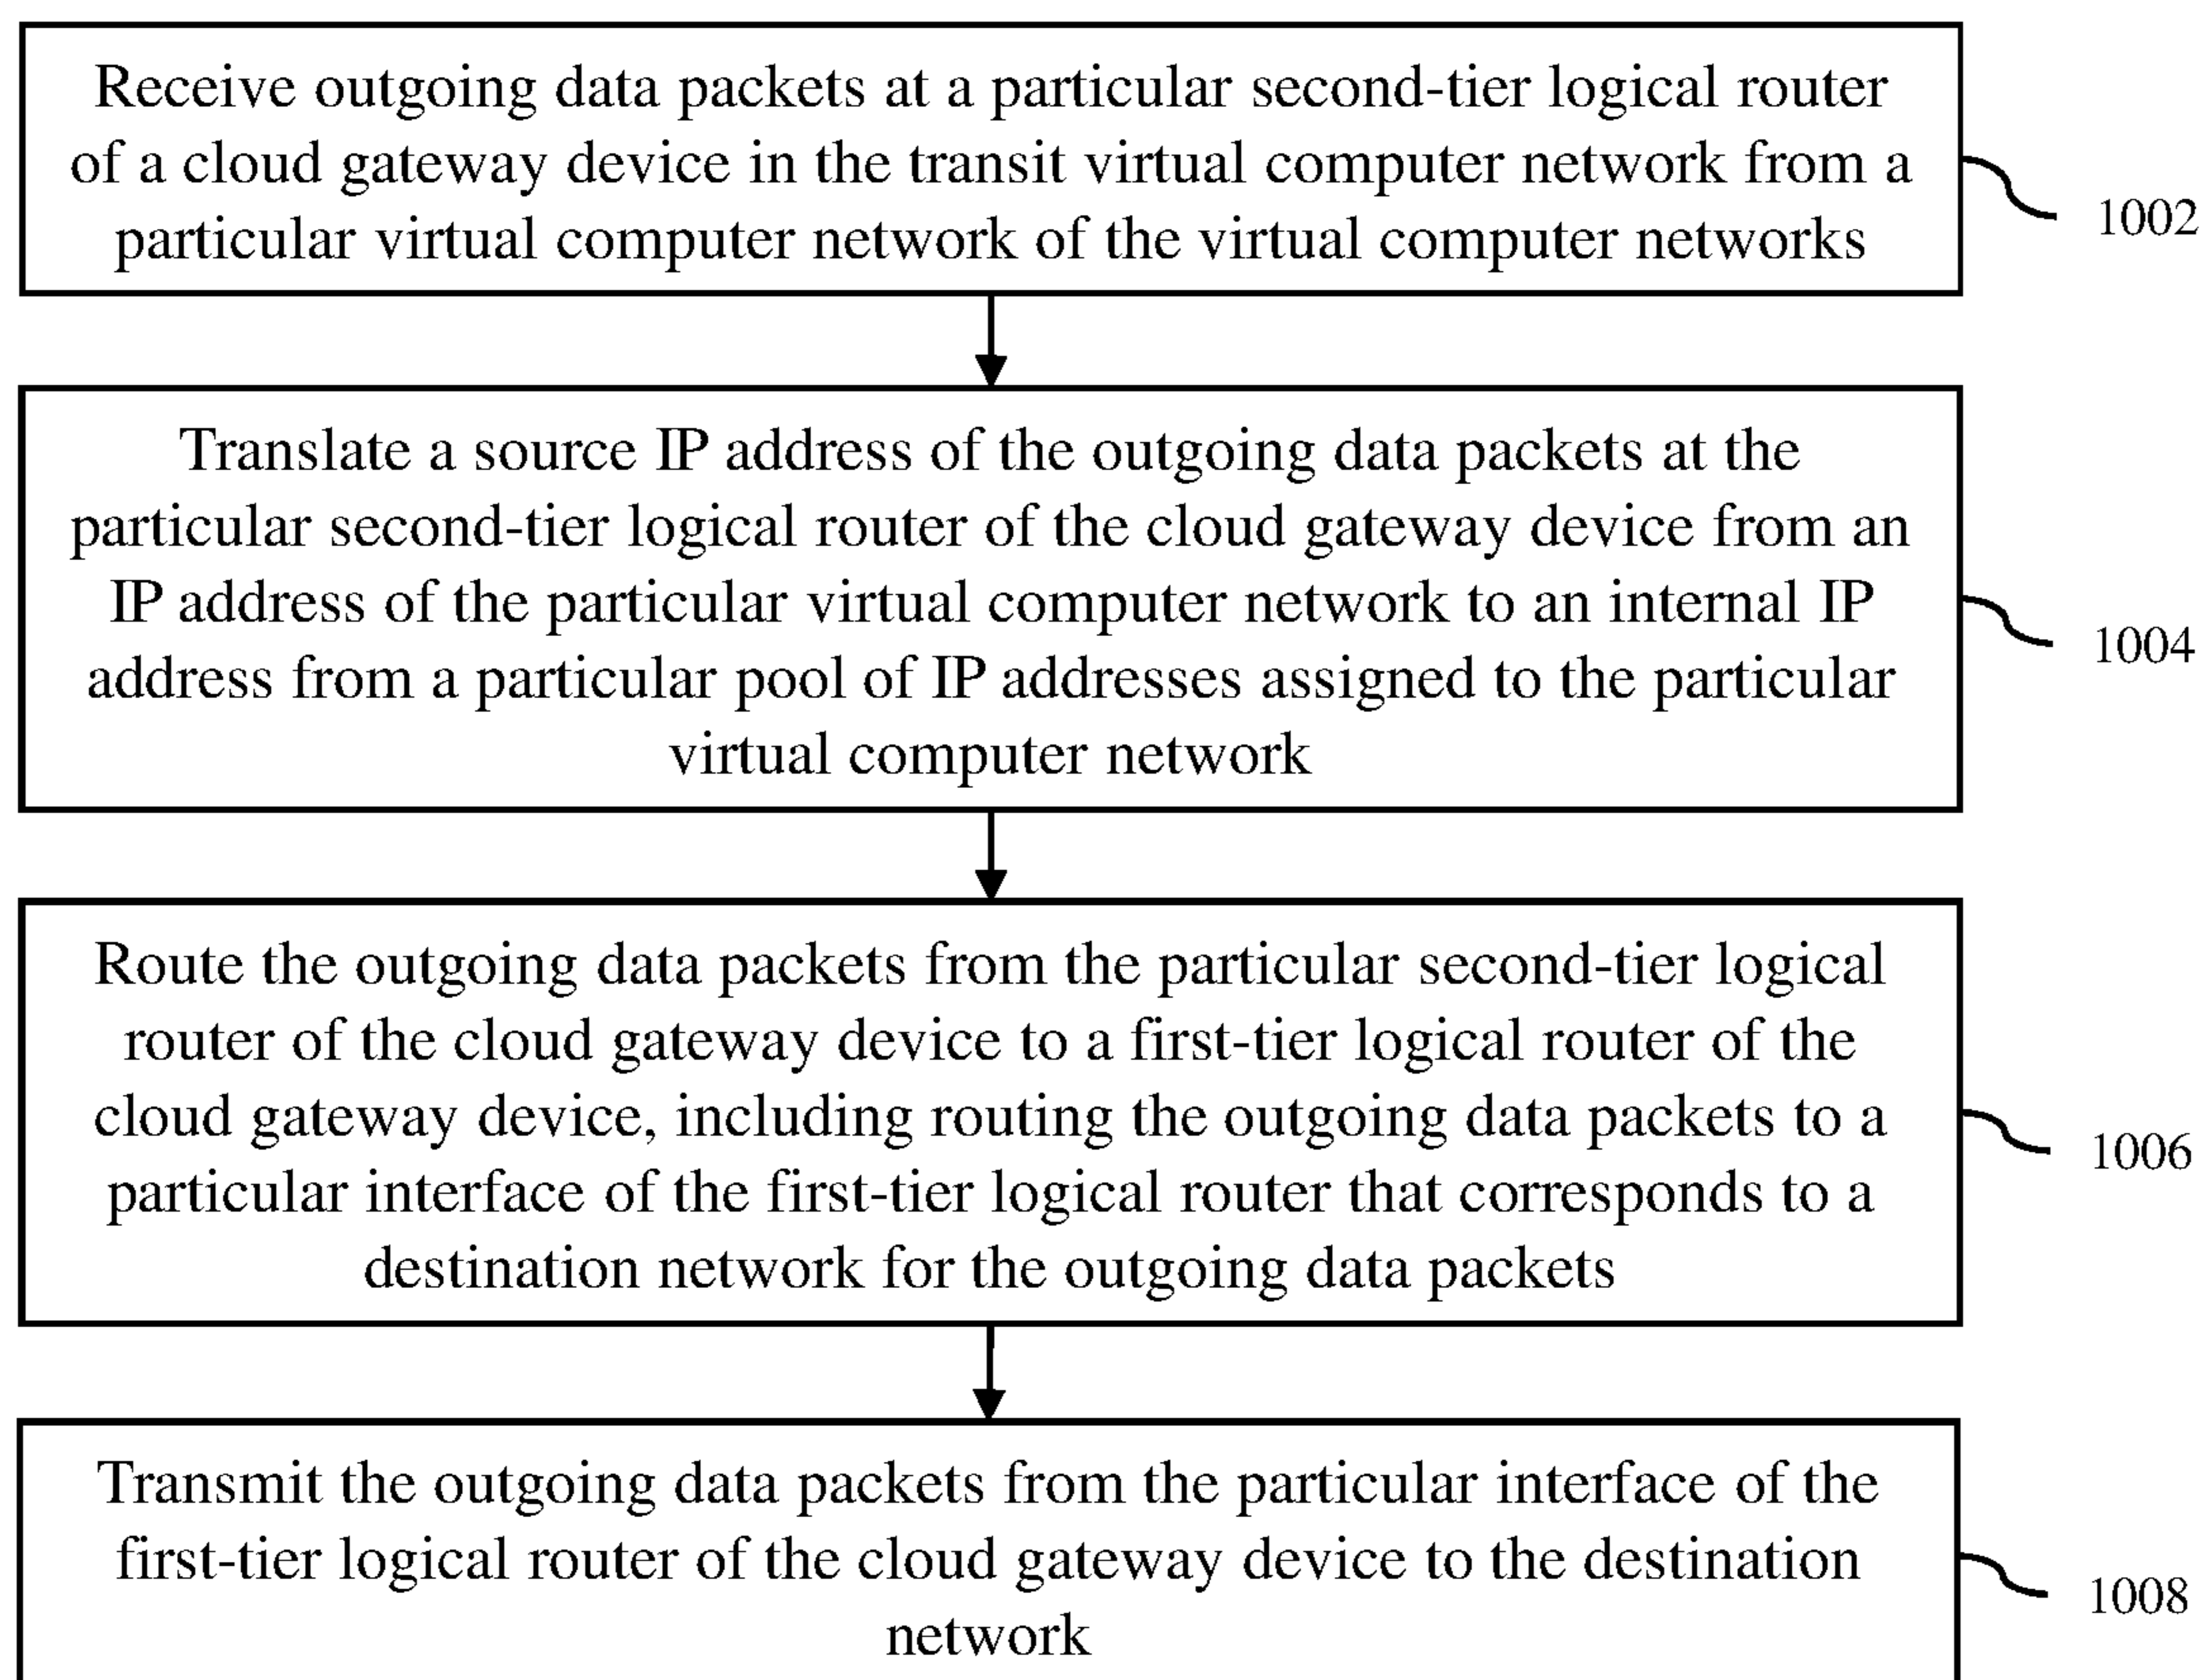 Receive outgoing data packets at a particular second-tier logical router
of a cloud gateway device in the transit virtual computer network from a
particular virtual computer network of the virtual computer networks
1002
Translate a source IP address of the outgoing data packets at the
particular second-tier logical router of the cloud gateway device from an
IP address of the particular virtual computer network to an internal IP
address from a particular pool of IP addresses assigned to the particular
virtual computer network
1004
Route the outgoing data packets from the particular second-tier logical
router of the cloud gateway device to a first-tier logical router of the
cloud gateway device, including routing the outgoing data packets to a
particular interface of the first-tier logical router that corresponds to a
destination network for the outgoing data packets
1006
Transmit the outgoing data packets from the particular interface of the
first-tier logical router of the cloud gateway device to the destination
network
1008